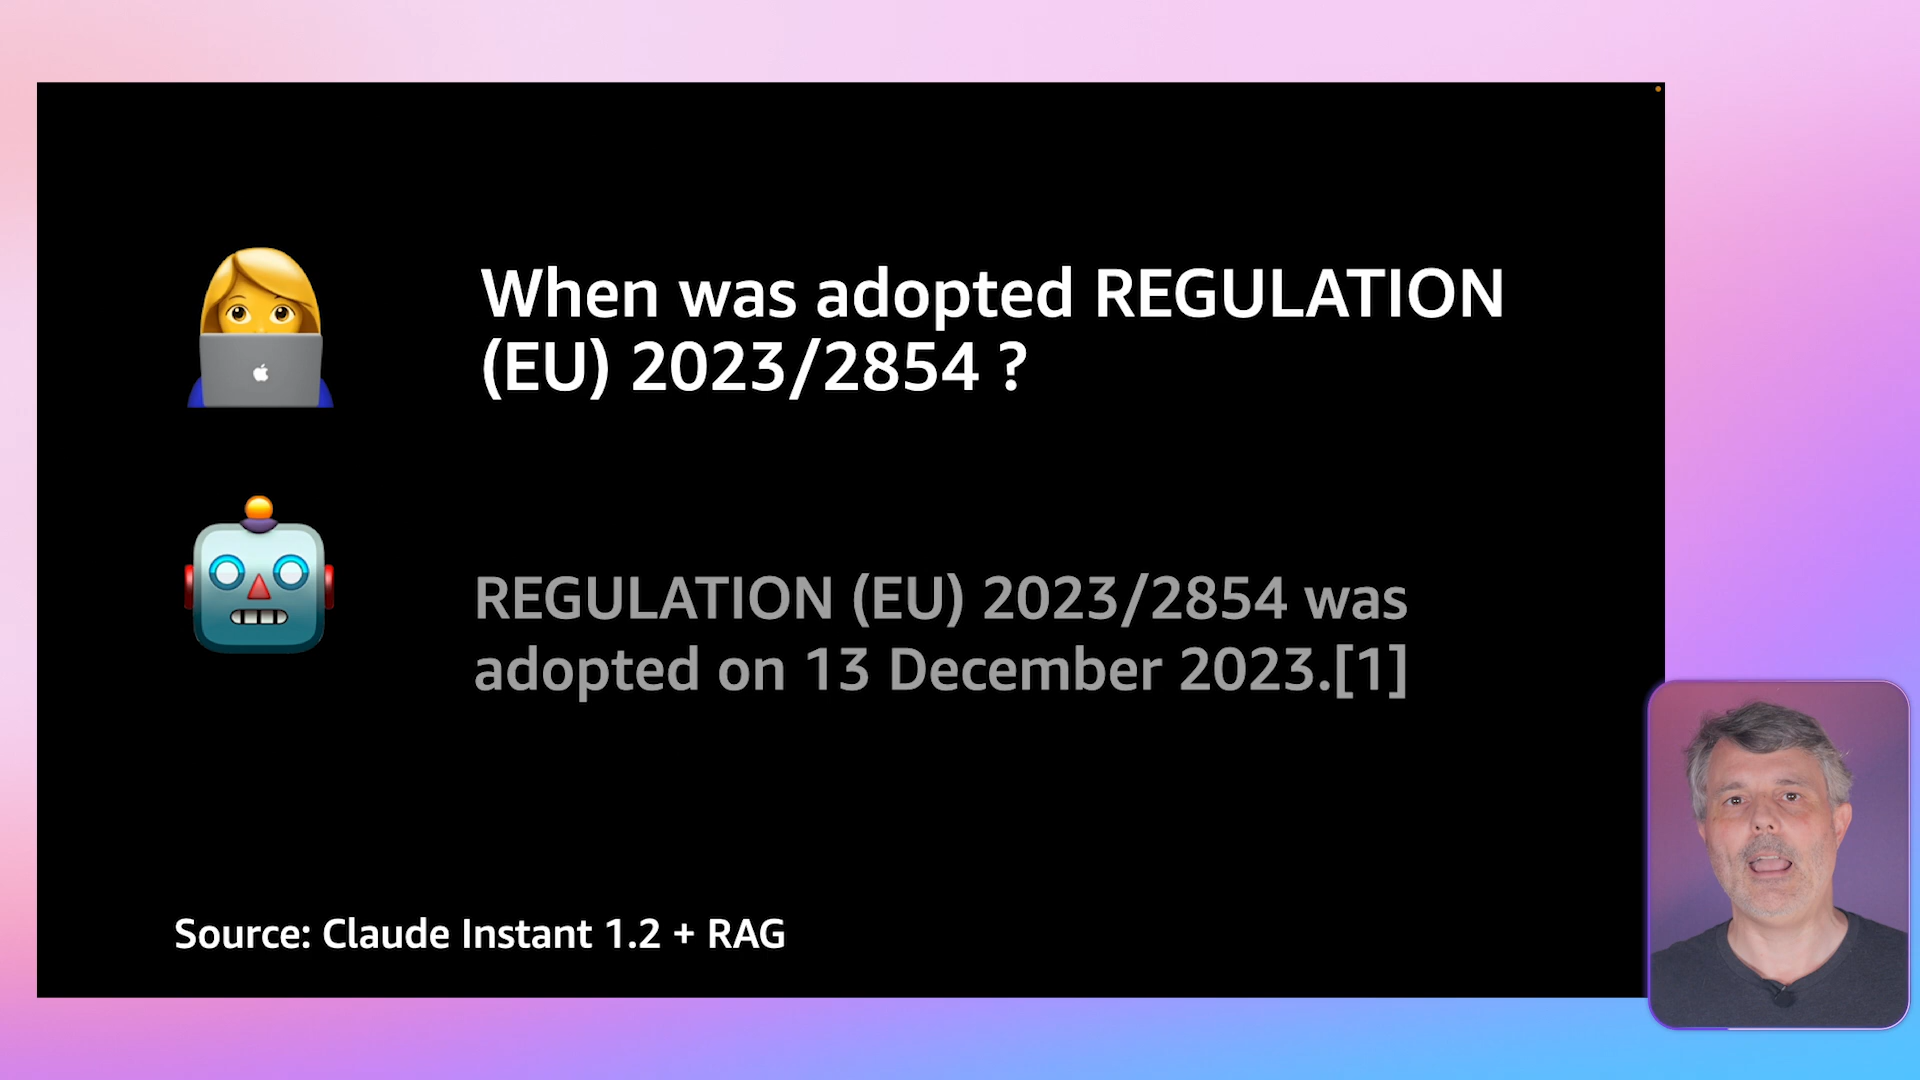 When was adopted REGULATION
(EU) 2023/2854 ?
REGULATION (EU) 2023/2854 was
adopted on 13 December 2023.[1]
Source: Claude Instant 1.2 + RAG